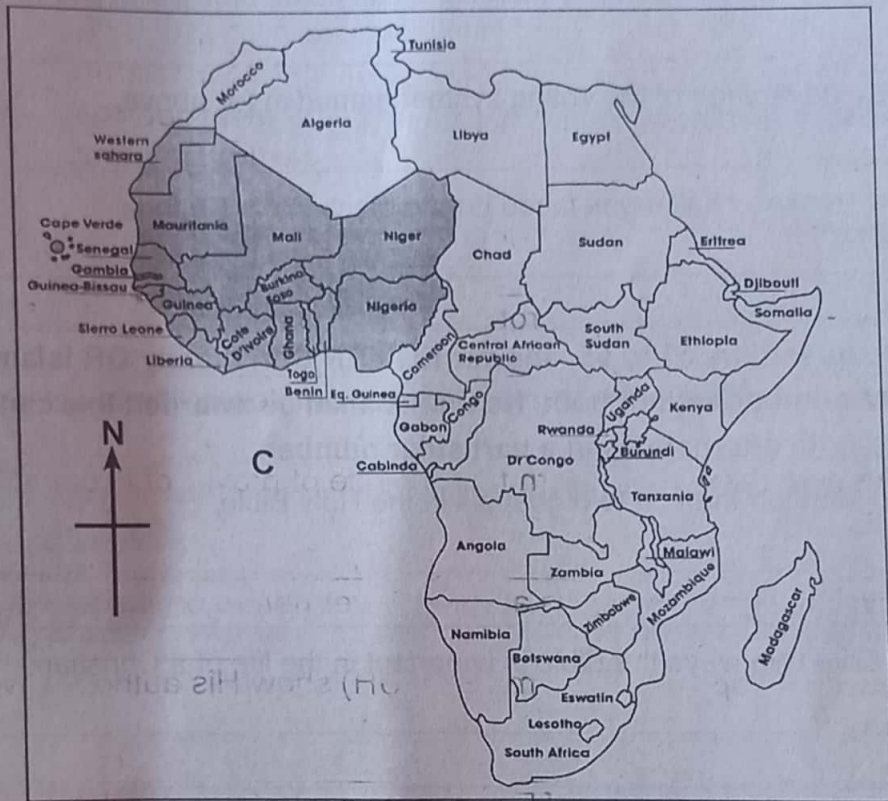 Tunisia
Morocco
Algeria
Libya
Egypt
Western
sahara
Cape Verde
Mauritania
Mali
Niger
Chad
Sudan
Eritrea
Senegal
Gambia
Guinea-Bissau
Burkina
Faso
Djibouti
Guinea
Nigeria
Somalia
Sierro Leone
Cote
D'ivoire
Ghana
Cameroon
Central African
Republic
South
Sudan
Ethiopia
Liberia
Togo
Benin
Eq. Guinea
Congo
Uganda
Kenya
Gabon
Rwanda
N
Burundi
Cabinda
C
Dr Congo
Tanzania
Angola
Malawi
Zambia
Mozambique
Zimbabwe
Madagascar
Namibia
Botswana
Eswatin
Lesotho
South Africa